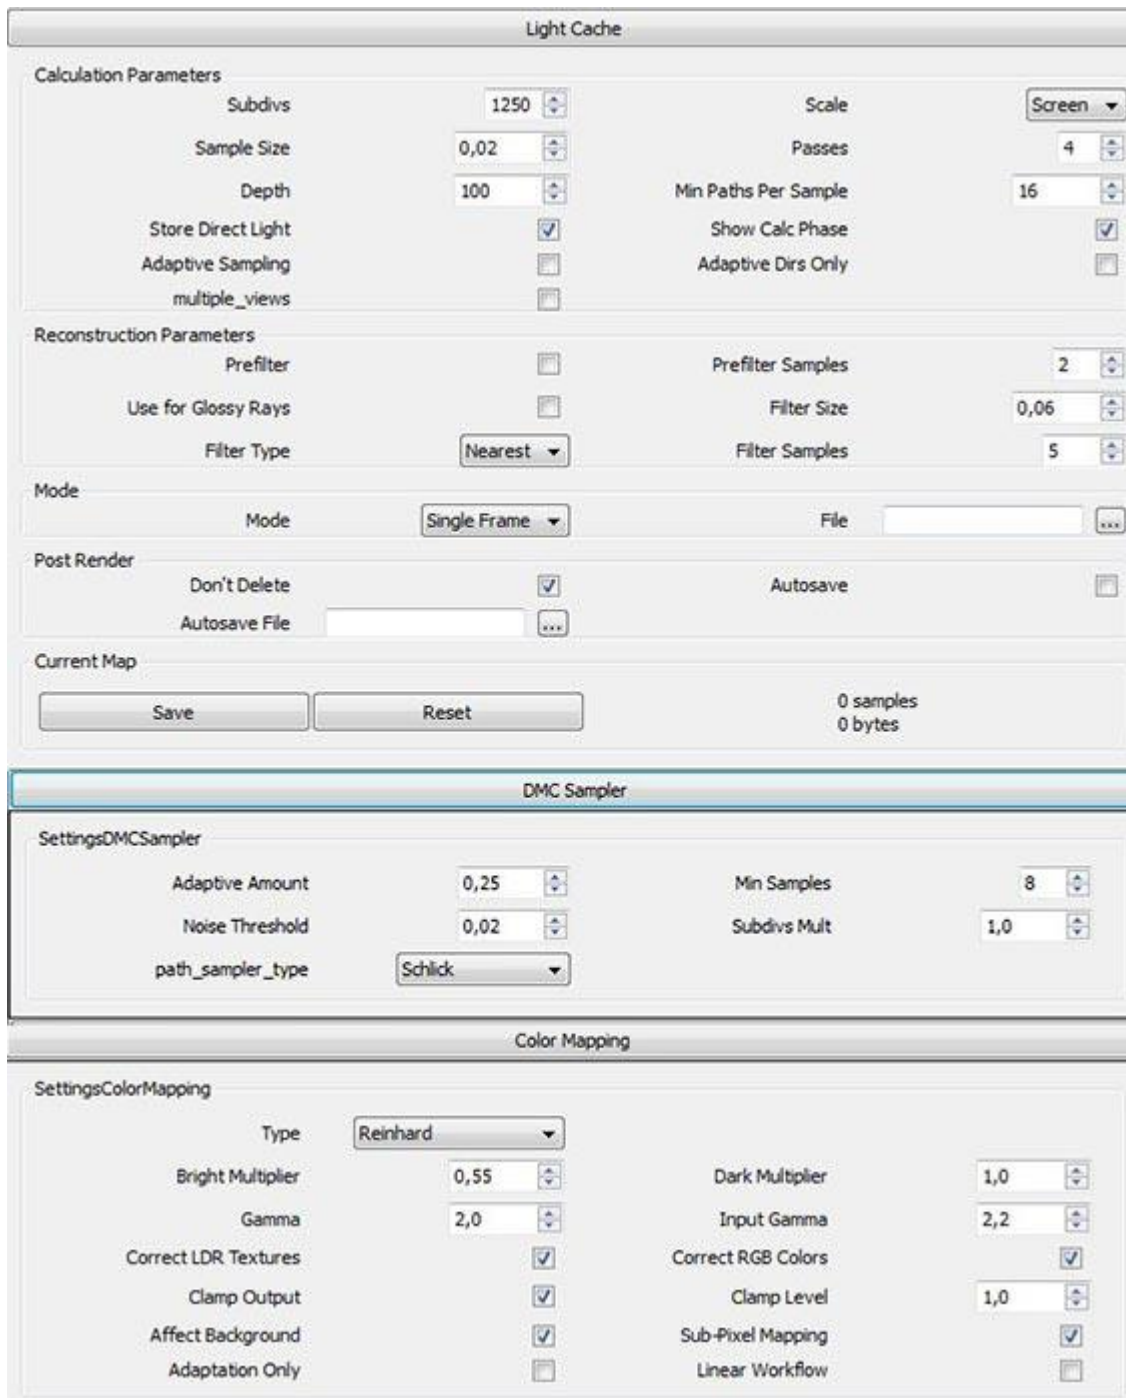 Light Cache
Calculation Parameters
Subdivs 1250 Scale Screen
Sample Size 0,02 Passes 4
Depth 100 Min Paths Per Sample 16
Store Direct Light Show Calc Phase
Adaptive Sampling Adaptive Dirs Only
multiple_views
Reconstruction Parameters
Prefilter Prefilter Samples 2
Use for Glossy Rays Filter Size 0,06
Filter Type Nearest Filter Samples 5
Mode
Mode Single Frame File ...
Post Render
Don't Delete Autosave
Autosave File ...
Current Map
Save Reset 0 samples
0 bytes
DMC Sampler
SettingsDMCSampler
Adaptive Amount 0,25 Min Samples 8
Noise Threshold 0,02 Subdivs Mult 1,0
path_sampler_type Schlick
Color Mapping
SettingsColorMapping
Type Reinhard
Bright Multiplier 0,55 Dark Multiplier 1,0
Gamma 2,0 Input Gamma 2,2
Correct LDR Textures Correct RGB Colors
Clamp Output Clamp Level 1,0
Affect Background Sub-Pixel Mapping
Adaptation Only Linear Workflow